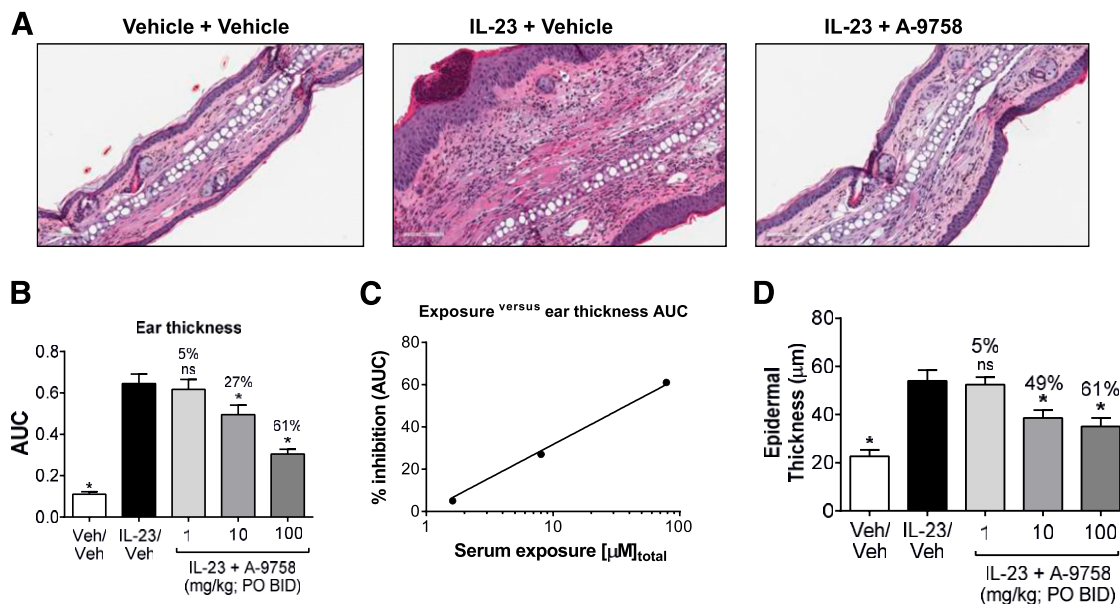 A
Vehicle + Vehicle
IL-23 + Vehicle
IL-23 + A-9758
B
Ear thickness
AUC
0.8
0.6
0.4
0.2
0.0
*
5%
ns
27%
*
61%
*
Veh/
Veh
IL-23/
Veh
1
10
100
IL-23 + A-9758
(mg/kg; PO BID)
C
Exposure versus ear thickness AUC
% inhibition (AUC)
80
60
40
20
0
1
10
100
Serum exposure [µM]total
D
Epidermal
Thickness (µm)
80
60
40
20
0
*
5%
ns
49%
*
61%
*
Veh/
Veh
IL-23/
Veh
1
10
100
IL-23 + A-9758
(mg/kg; PO BID)